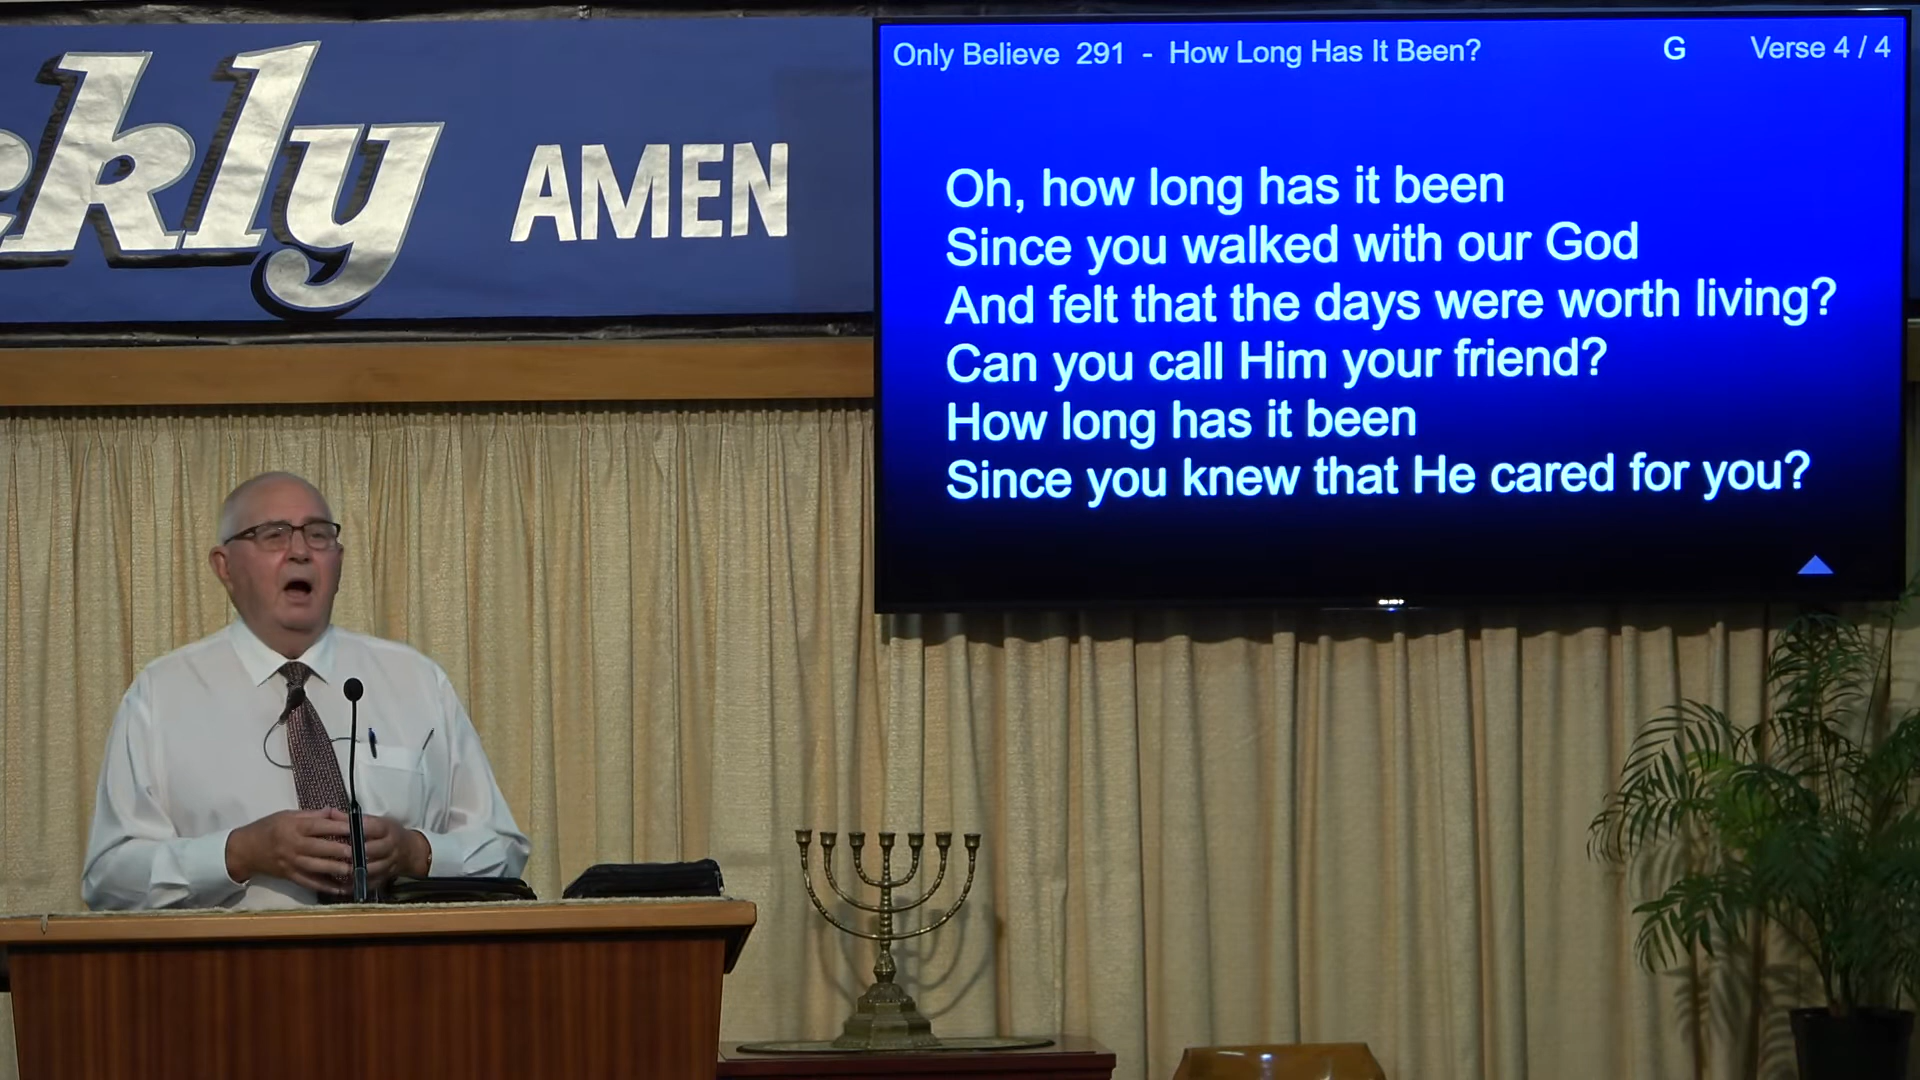 kly AMEN
Only Believe 291 - How Long Has It Been? G Verse 4 / 4
Oh, how long has it been
Since you walked with our God
And felt that the days were worth living?
Can you call Him your friend?
How long has it been
Since you knew that He cared for you?